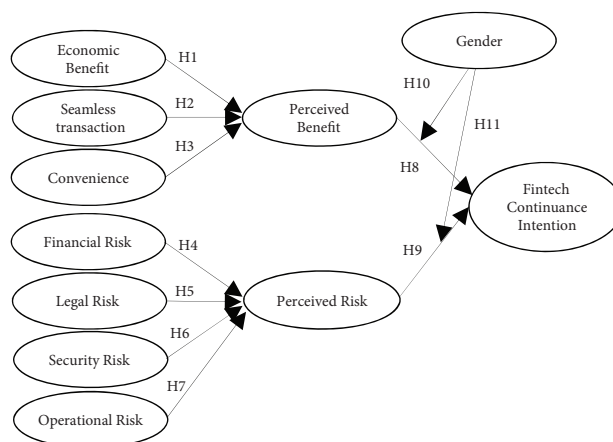 Economic
Benefit
H1
Gender
H10
Seamless
transaction
H2
Perceived
Benefit
H11
H3
Convenience
H8
Fintech
Continuance
Intention
Financial Risk
H4
H9
Legal Risk
H5
Perceived Risk
H6
Security Risk
H7
Operational Risk